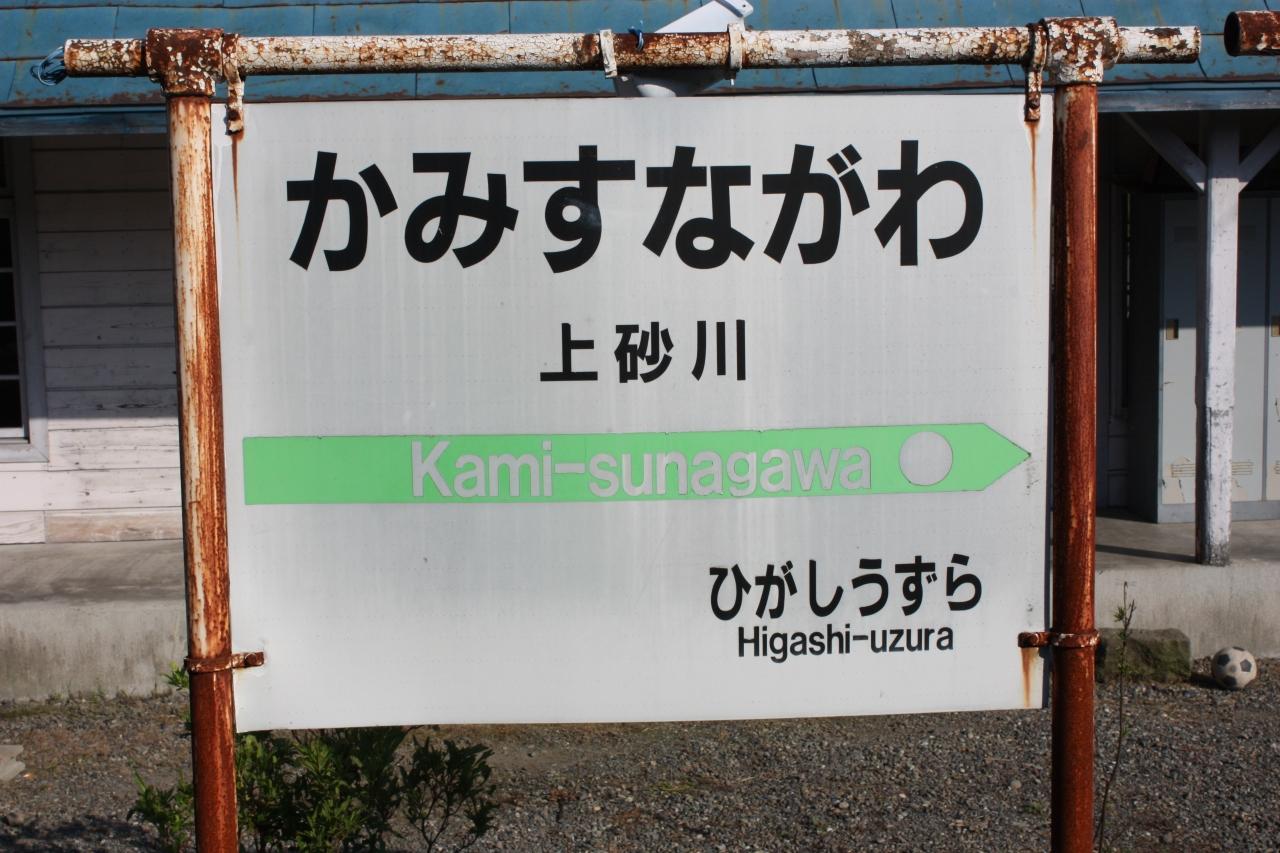 かみすながわ
上砂川
Kami-sunagawa
ひがしうずら
Higashi-uzura